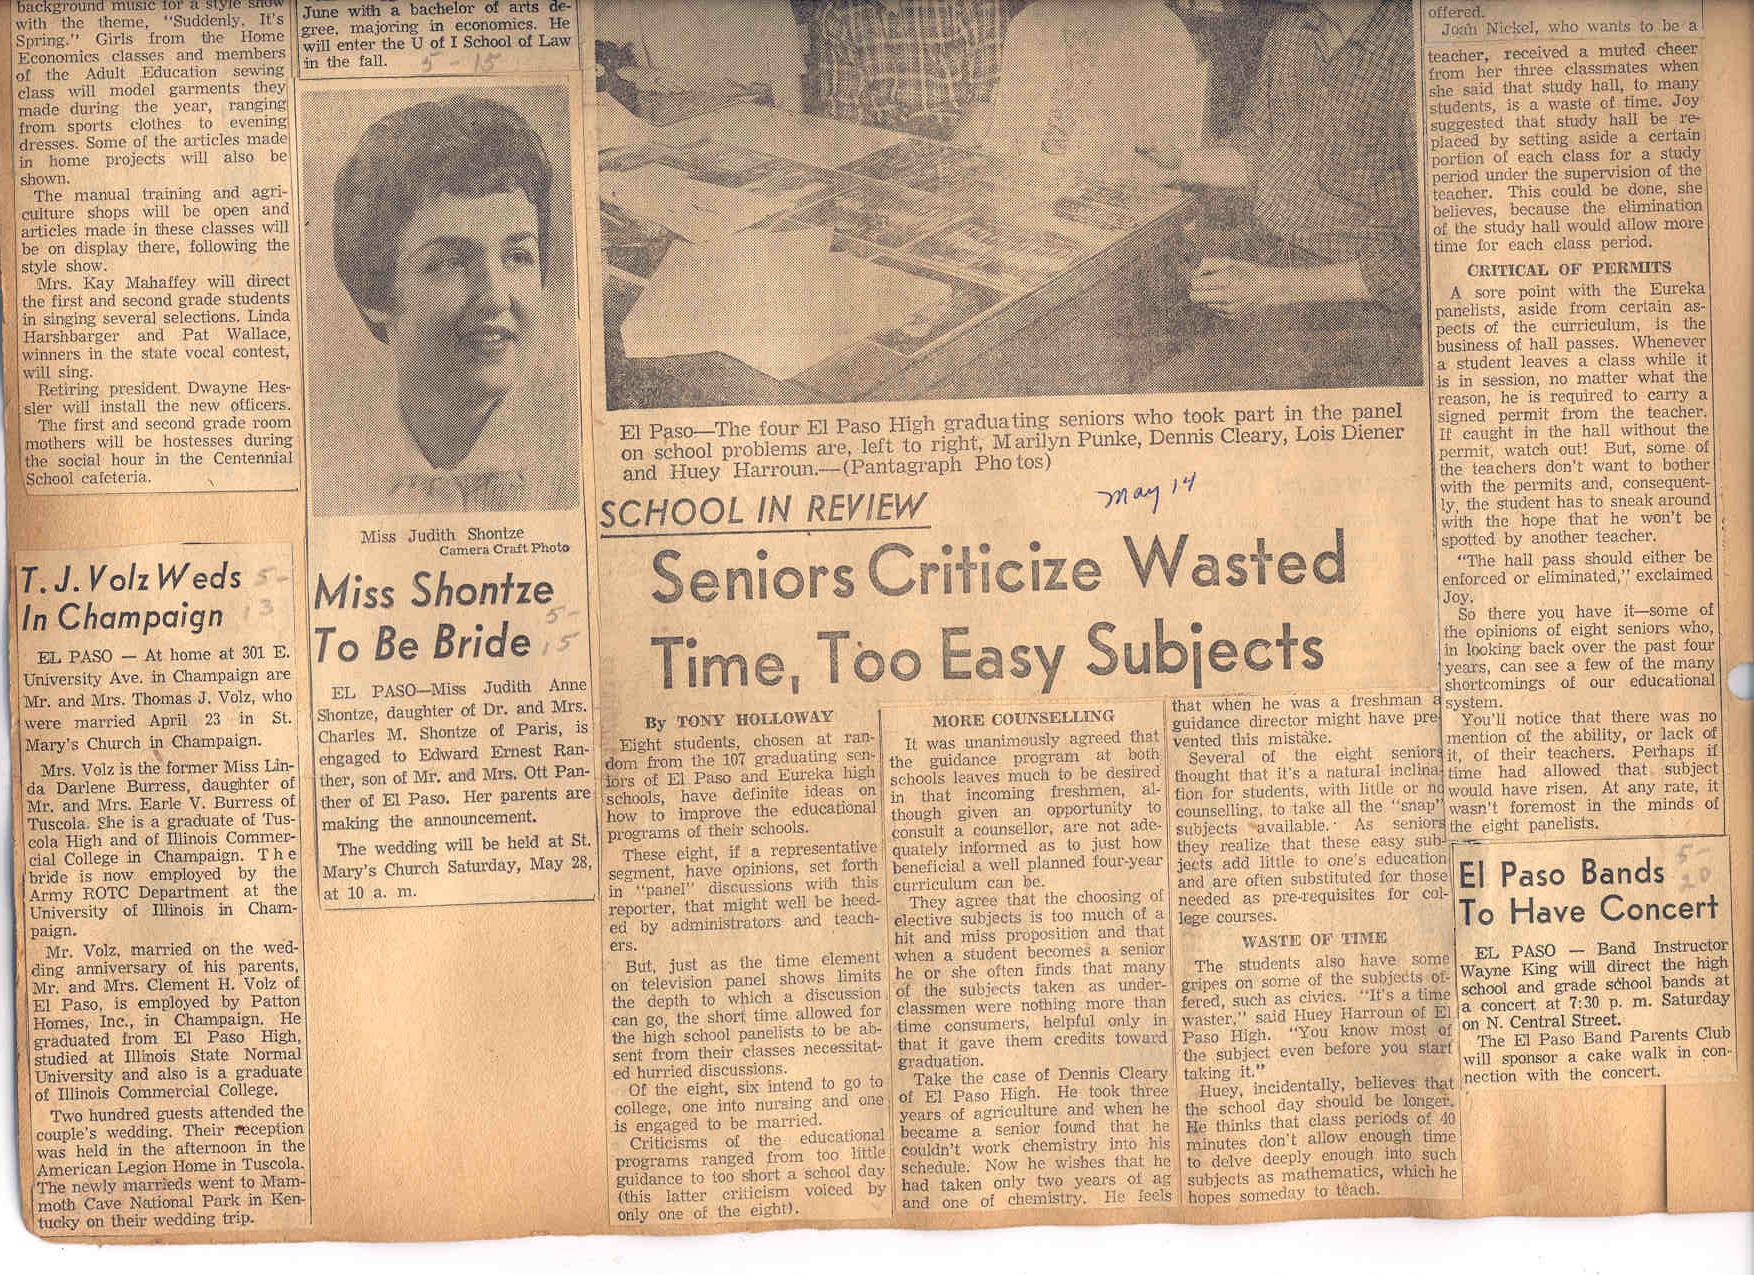 background music for a style show
with the theme, "Suddenly, It's
Spring." Girls from the Home
Economics classes and members
of the Adult Education sewing
class will model garments they
made during the year, ranging
from sports clothes to evening
dresses. Some of the articles made
in home projects will also be
shown.
The manual training and agri-
culture shops will be open and
articles made in these classes will
be on display there, following the
style show.
Mrs. Kay Mahaffey will direct
the first and second grade students
in singing several selections. Linda
Harshbarger and Pat Wallace,
winners in the state vocal contest,
will sing.
Retiring president Dwayne Hes-
sler will install the new officers.
The first and second grade room
mothers will be hostesses during
the social hour in the Centennial
School cafeteria.
T. J. Volz Weds
In Champaign
5-
13
EL PASO — At home at 301 E.
University Ave. in Champaign are
Mr. and Mrs. Thomas J. Volz, who
were married April 23 in St.
Mary's Church in Champaign.
Mrs. Volz is the former Miss Lin-
da Darlene Burress, daughter of
Mr. and Mrs. Earle V. Burress of
Tuscola. She is a graduate of Tus-
cola High and of Illinois Commer-
cial College in Champaign. The
bride is now employed by the
Army ROTC Department at the
University of Illinois in Cham-
paign.
Mr. Volz, married on the wed-
ding anniversary of his parents,
Mr. and Mrs. Clement H. Volz of
El Paso, is employed by Patton
Homes, Inc., in Champaign. He
graduated from El Paso High,
studied at Illinois State Normal
University and also is a graduate
of Illinois Commercial College.
Two hundred guests attended the
couple's wedding. Their reception
was held in the afternoon in the
American Legion Home in Tuscola.
The newly marrieds went to Mam-
moth Cave National Park in Ken-
tucky on their wedding trip.
June with a bachelor of arts de-
gree, majoring in economics. He
will enter the U of I School of Law
in the fall.
5-15
Miss Judith Shontze
Camera Craft Photo
Miss Shontze
To Be Bride
5-
15
EL PASO—Miss Judith Anne
Shontze, daughter of Dr. and Mrs.
Charles M. Shontze of Paris, is
engaged to Edward Ernest Ran-
ther, son of Mr. and Mrs. Ott Pan-
ther of El Paso. Her parents are
making the announcement.
The wedding will be held at St.
Mary's Church Saturday, May 28,
at 10 a. m.
El Paso—The four El Paso High graduating seniors who took part in the panel
on school problems are, left to right, Marilyn Punke, Dennis Cleary, Lois Diener
and Huey Harroun.—(Pantagraph Photos)
May 14
SCHOOL IN REVIEW
Seniors Criticize Wasted
Time, Too Easy Subjects
By TONY HOLLOWAY
Eight students, chosen at ran-
dom from the 107 graduating sen-
iors of El Paso and Eureka high
schools, have definite ideas on
how to improve the educational
programs of their schools.
These eight, if a representative
segment, have opinions, set forth
in "panel" discussions with this
reporter, that might well be heed-
ed by administrators and teach-
ers.
But, just as the time element
on television panel shows limits
the depth to which a discussion
can go, the short time allowed for
the high school panelists to be ab-
sent from their classes necessitat-
ed hurried discussions.
Of the eight, six intend to go to
college, one into nursing and one
is engaged to be married.
Criticisms of the educational
programs ranged from too little
guidance to too short a school day
(this latter criticism voiced by
only one of the eight).
MORE COUNSELLING
It was unanimously agreed that
the guidance program at both
schools leaves much to be desired
in that incoming freshmen, al-
though given an opportunity to
consult a counsellor, are not ade-
quately informed as to just how
beneficial a well planned four-year
curriculum can be.
They agree that the choosing of
elective subjects is too much of a
hit and miss proposition and that
when a student becomes a senior
he or she often finds that many
of the subjects taken as under-
classmen were nothing more than
time consumers, helpful only in
that it gave them credits toward
graduation.
Take the case of Dennis Cleary
of El Paso High. He took three
years of agriculture and when he
became a senior found that he
couldn't work chemistry into his
schedule. Now he wishes that he
had taken only two years of ag
and one of chemistry. He feels
that when he was a freshman a
guidance director might have pre-
vented this mistake.
Several of the eight seniors
thought that it's a natural inclina-
tion for students, with little or no
counselling, to take all the "snap"
subjects available. As seniors
they realize that these easy sub-
jects add little to one's education
and are often substituted for those
needed as pre-requisites for col-
lege courses.
WASTE OF TIME
The students also have some
gripes on some of the subjects of-
fered, such as civics. "It's a time
waster," said Huey Harroun of El
Paso High. "You know most of
the subject even before you start
taking it."
Huey, incidentally, believes that
the school day should be longer.
He thinks that class periods of 40
minutes don't allow enough time
to delve deeply enough into such
subjects as mathematics, which he
hopes someday to teach.
offered.
Joan Nickel, who wants to be a
teacher, received a muted cheer
from her three classmates when
she said that study hall, to many
students, is a waste of time. Joy
suggested that study hall be re-
placed by setting aside a certain
portion of each class for a study
period under the supervision of the
teacher. This could be done, she
believes, because the elimination
of the study hall would allow more
time for each class period.
CRITICAL OF PERMITS
A sore point with the Eureka
panelists, aside from certain as-
pects of the curriculum, is the
business of hall passes. Whenever
a student leaves a class while it
is in session, no matter what the
reason, he is required to carry a
signed permit from the teacher.
If caught in the hall without the
permit, watch out! But, some of
the teachers don't want to bother
with the permits and, consequent-
ly, the student has to sneak around
with the hope that he won't be
spotted by another teacher.
"The hall pass should either be
enforced or eliminated," exclaimed
Joy.
So there you have it—some of
the opinions of eight seniors who,
in looking back over the past four
years, can see a few of the many
shortcomings of our educational
system.
You'll notice that there was no
mention of the ability, or lack of
it, of their teachers. Perhaps if
time had allowed that subject
would have risen. At any rate, it
wasn't foremost in the minds of
the eight panelists.
El Paso Bands
To Have Concert
5-
20
EL PASO — Band Instructor
Wayne King will direct the high
school and grade school bands at
a concert at 7:30 p. m. Saturday
on N. Central Street.
The El Paso Band Parents Club
will sponsor a cake walk in con-
nection with the concert.